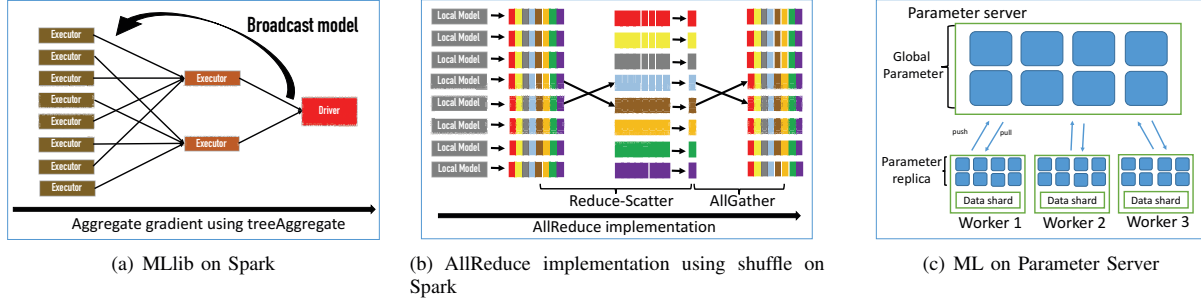 Broadcast model
Executor
Executor
Executor
Executor
Executor
Executor
Executor
Executor
Executor
Executor
Driver
Aggregate gradient using treeAggregate
(a) MLlib on Spark
Local Model
Local Model
Local Model
Local Model
Local Model
Local Model
Local Model
Local Model
Reduce-Scatter
AllGather
AllReduce implementation
(b) AllReduce implementation using shuffle on
Spark
Parameter server
Global
Parameter
push
pull
Parameter
replica
Data shard
Data shard
Data shard
Worker 1
Worker 2
Worker 3
(c) ML on Parameter Server